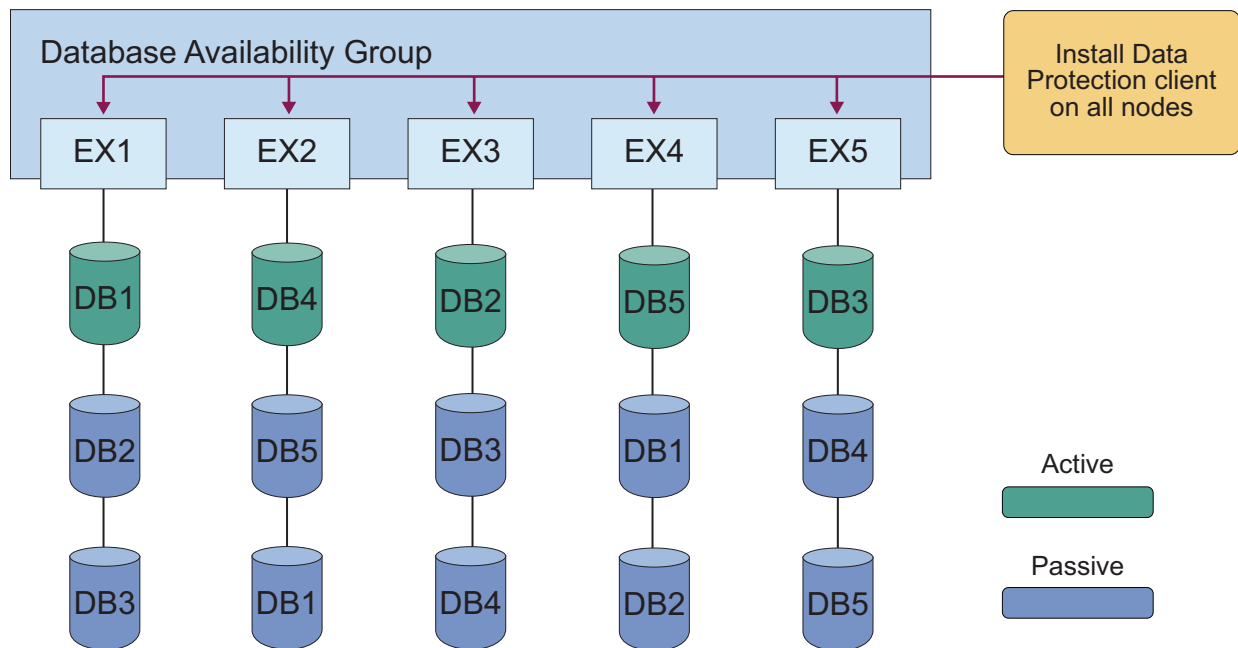 Database Availability Group
Install Data
Protection client
on all nodes
EX1
EX2
EX3
EX4
EX5
DB1
DB4
DB2
DB5
DB3
DB2
DB5
DB3
DB1
DB4
Active
DB3
DB1
DB4
DB2
DB5
Passive